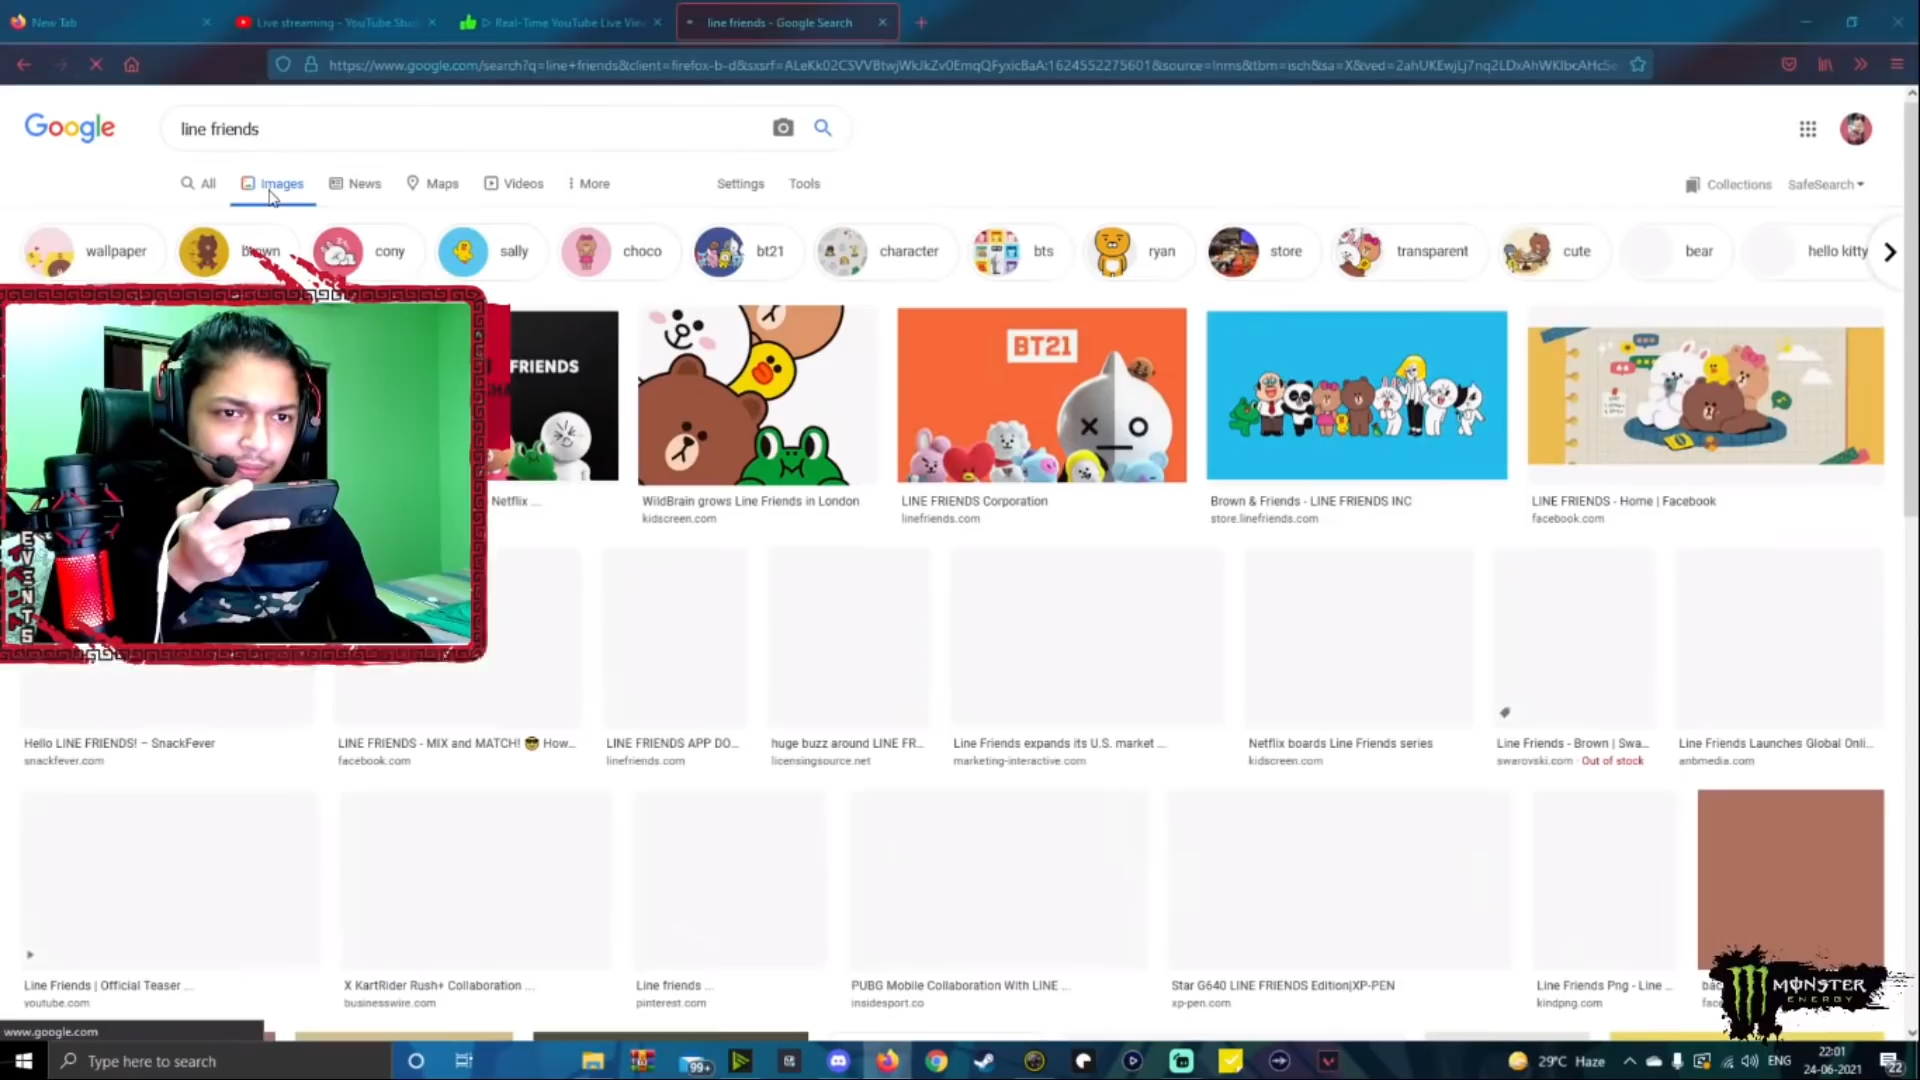 New Tab
Live streaming - YouTube Stud
Real-Time YouTube Live View
line friends - Google Search
https://www.google.com/search?q=line+friends&client=firefox-b-d&sxsrf=ALeKk02CSVVBtwjWkJkZv0EmqQFyxicBaA:1624552275601&source=lnms&tbm=isch&sa=X&ved=2ahUKEwjLj7nq2LDxAhWKIbcAHc5e
Google
line friends
All
Images
News
Maps
Videos
More
Settings
Tools
Collections
SafeSearch
wallpaper
brown
cony
sally
choco
bt21
character
bts
ryan
store
transparent
cute
bear
hello kitty
FRIENDS
BT21
Netflix ...
WildBrain grows Line Friends in London
LINE FRIENDS Corporation
Brown & Friends - LINE FRIENDS INC
LINE FRIENDS - Home | Facebook
kidscreen.com
linefriends.com
store.linefriends.com
facebook.com
EVENTS
Hello LINE FRIENDS! – SnackFever
LINE FRIENDS - MIX and MATCH! 😎 How...
LINE FRIENDS APP DO...
huge buzz around LINE FR...
Line Friends expands its U.S. market ...
Netflix boards Line Friends series
Line Friends - Brown | Swa...
Line Friends Launches Global Onli...
snackfever.com
facebook.com
linefriends.com
licensingsource.net
marketing-interactive.com
kidscreen.com
swarovski.com · Out of stock
anbmedia.com
Line Friends | Official Teaser ...
X KartRider Rush+ Collaboration ...
Line friends ...
PUBG Mobile Collaboration With LINE ...
Star G640 LINE FRIENDS Edition|XP-PEN
Line Friends Png - Line ...
youtube.com
businesswire.com
pinterest.com
insidesport.co
xp-pen.com
kindpng.com
MONSTER
ENERGY
www.google.com
Type here to search
99+
29°C Haze
ENG
22:01
24-06-2021
22